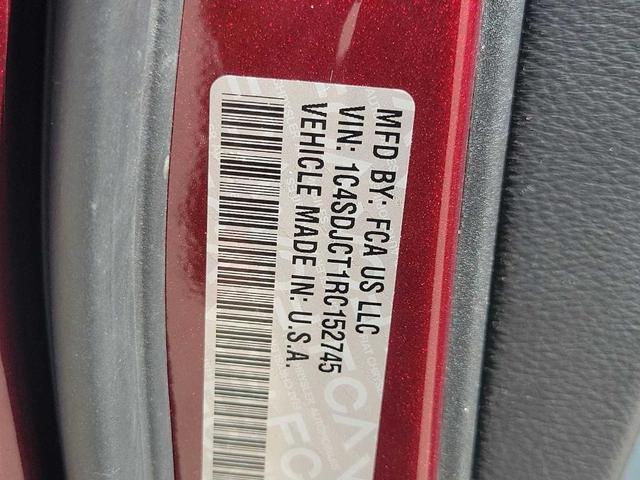 MFD BY: FCA US LLC
VIN: 1C4SDJCT1RC152745
VEHICLE MADE IN: U.S.A.